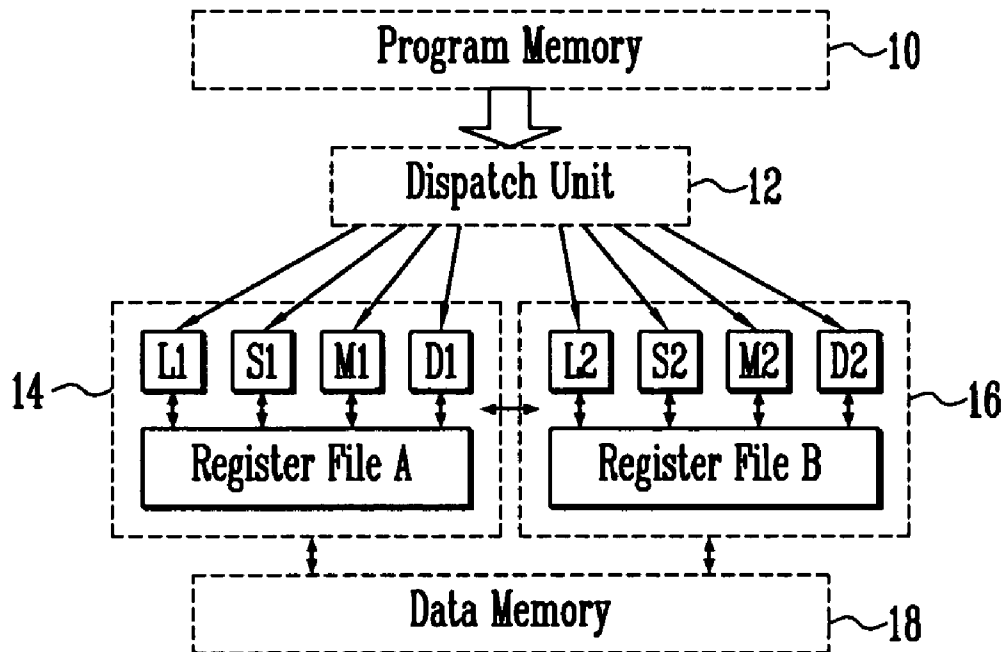 Program Memory
10
Dispatch Unit
12
L1 S1 M1 D1 L2 S2 M2 D2
14
16
Register File A Register File B
Data Memory
18